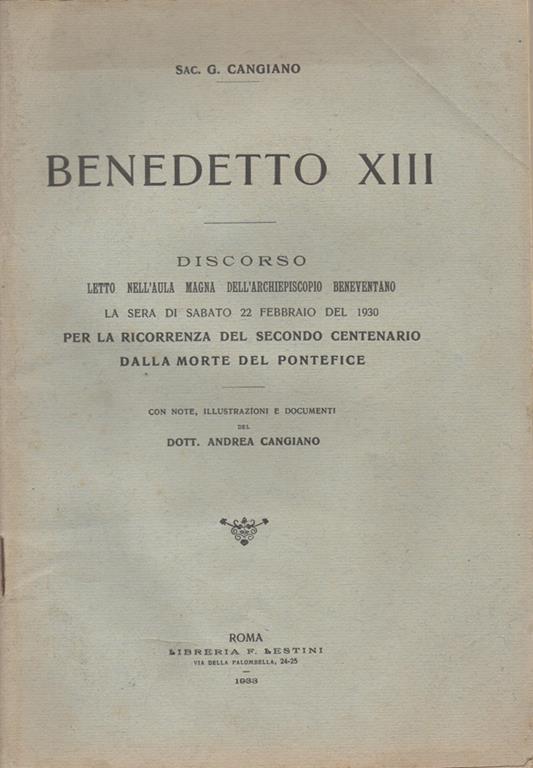 SAC. G. CANGIANO
BENEDETTO XIII
DISCORSO
LETTO NELL'AULA MAGNA DELL'ARCHIEPISCOPIO BENEVENTANO
LA SERA DI SABATO 22 FEBBRAIO DEL 1930
PER LA RICORRENZA DEL SECONDO CENTENARIO
DALLA MORTE DEL PONTEFICE
CON NOTE, ILLUSTRAZIONI E DOCUMENTI
DEL
DOTT. ANDREA CANGIANO
ROMA
LIBRERIA F. LESTINI
VIA DELLA PALOMBELLA, 24-25
1933